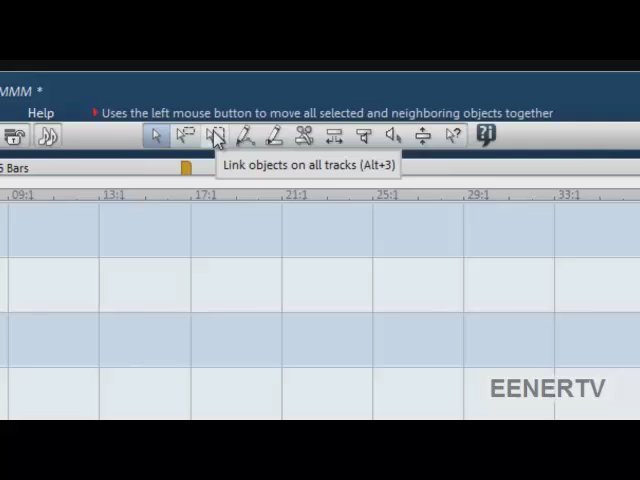 MMM *
Help
Uses the left mouse button to move all selected and neighboring objects together
Link objects on all tracks (Alt+3)
Bars
09:1 13:1 17:1 21:1 25:1 29:1 33:1
EENERTV